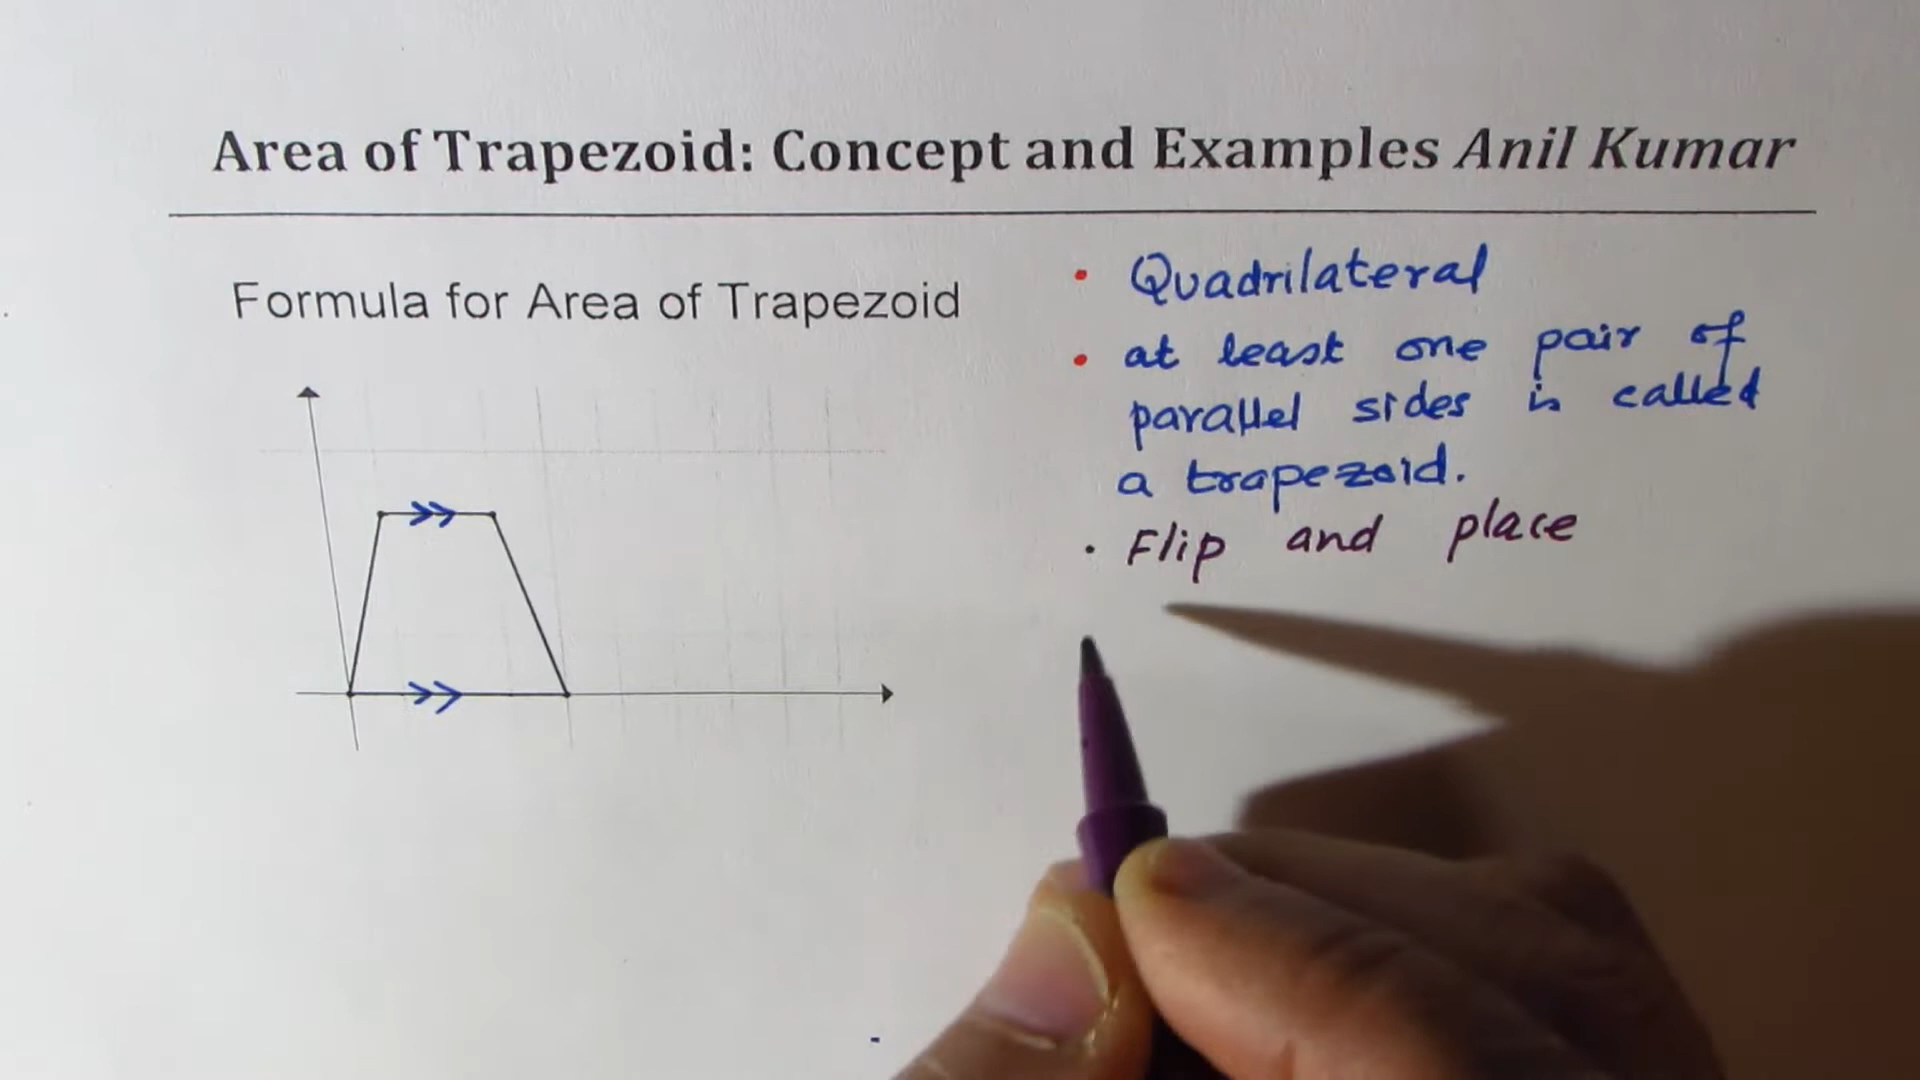 Area of Trapezoid: Concept and Examples Anil Kumar
Formula for Area of Trapezoid
• Quadrilateral
• at least one pair of
parallel sides is called
a trapezoid.
• Flip and place